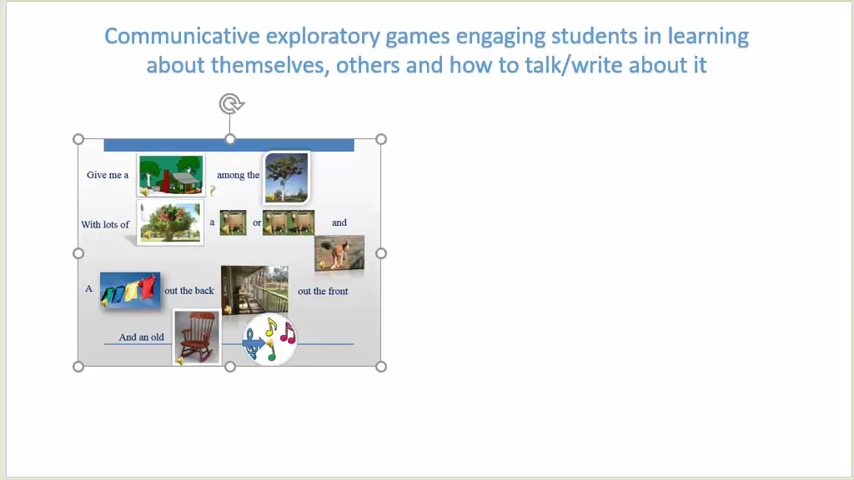 Communicative exploratory games engaging students in learning
about themselves, others and how to talk/write about it
Give me a among the
With lots of a or and
A out the back out the front
And an old